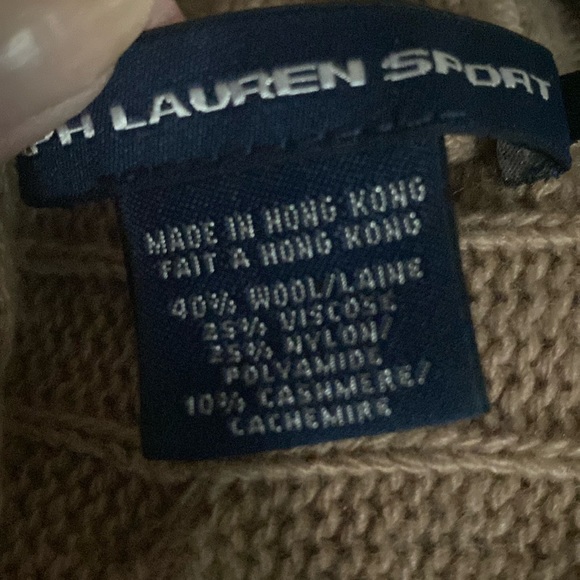 PH LAUREN SPORT
MADE IN HONG KONG
FAIT A HONG KONG
40% WOOL/LAINE
25% VISCOSE
25% NYLON/
POLYAMIDE
10% CASHMERE/
CACHEMIRE